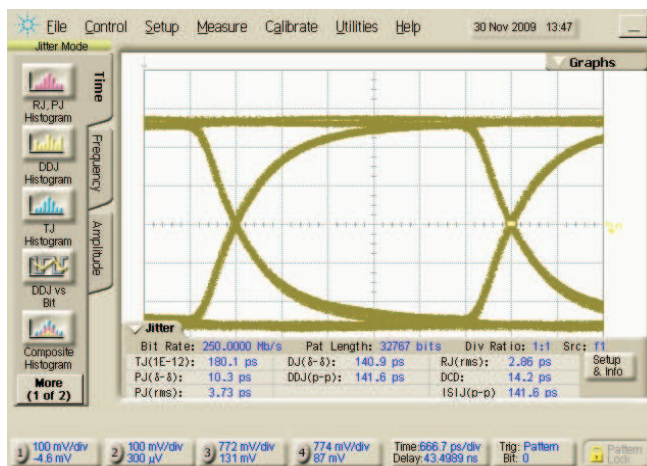 File Control Setup Measure Calibrate Utilities Help 30 Nov 2009 13:47
Jitter Mode
Graphs
Time
Frequency
Amplitude
RJ, PJ
Histogram
DDJ
Histogram
TJ
Histogram
DDJ vs
Bit
Composite
Histogram
More
(1 of 2)
Jitter
Bit Rate: 250.0000 Mb/s Pat Length: 32767 bits Div Ratio: 1:1 Src: f1
TJ(1E-12): 180.1 ps DJ(δ-δ): 140.9 ps RJ(rms): 2.86 ps
PJ(δ-δ): 10.3 ps DDJ(p-p): 141.6 ps DCD: 14.2 ps
PJ(rms): 3.73 ps ISIJ(p-p) 141.6 ps
Setup
& Info
1) 100 mV/div
-4.6 mV
2) 100 mV/div
300 µV
3) 772 mV/div
131 mV
4) 774 mV/div
87 mV
Time:666.7 ps/div
Delay:43.4989 ns
Trig: Pattern
Bit: 0
Pattern
Lock